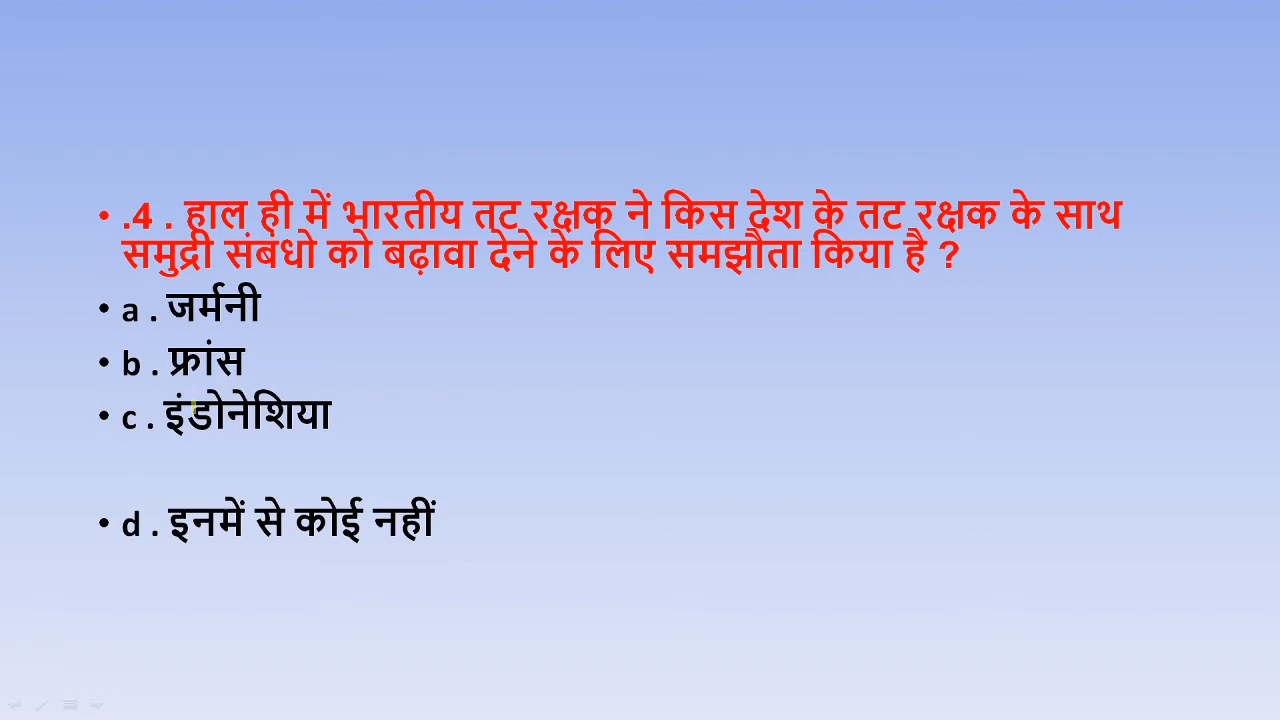 • .4 . हाल ही में भारतीय तट रक्षक ने किस देश के तट रक्षक के साथ
समुद्री संबंधो को बढ़ावा देने के लिए समझौता किया है ?
• a . जर्मनी
• b . फ्रांस
• c . इंडोनेशिया
• d . इनमें से कोई नहीं